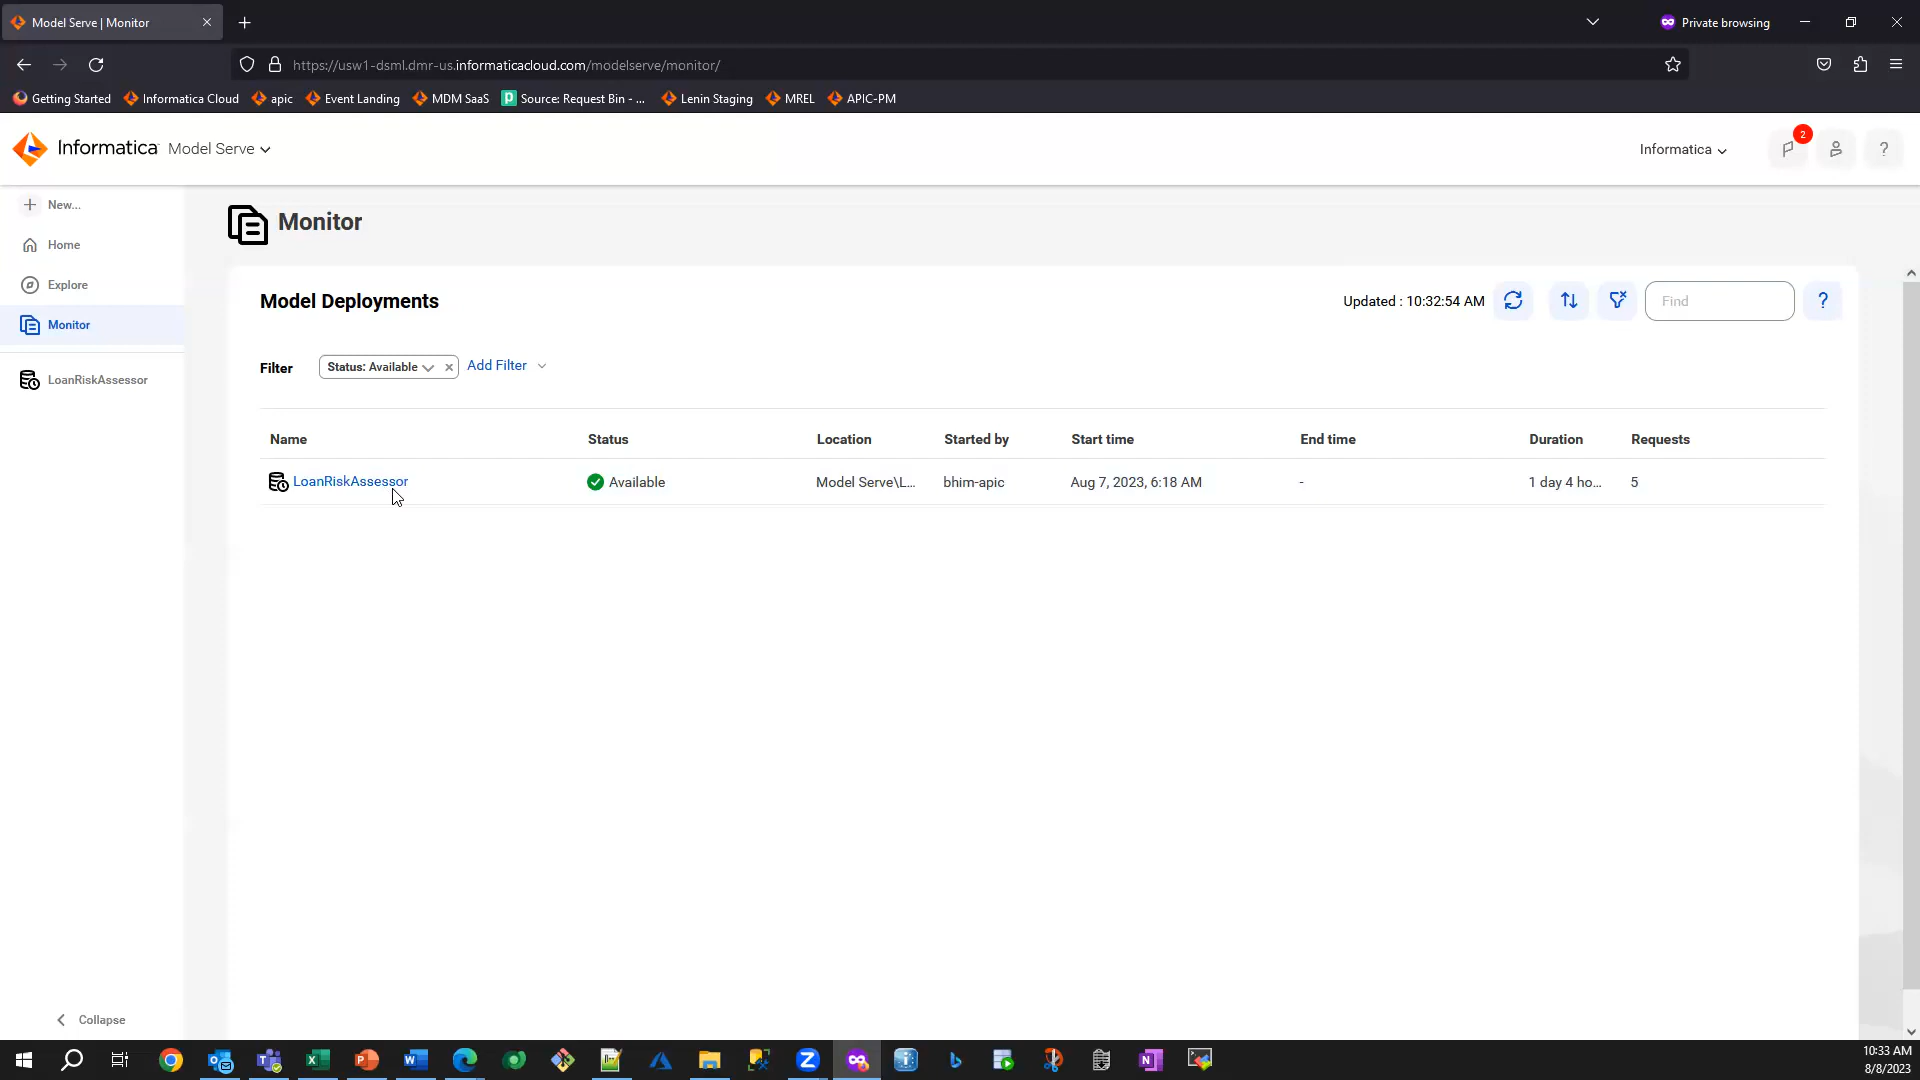 Model Serve | Monitor
Private browsing
https://usw1-dsml.dmr-us.informaticacloud.com/modelserve/monitor/
Getting Started
Informatica Cloud
apic
Event Landing
MDM SaaS
Source: Request Bin - ...
Lenin Staging
MREL
APIC-PM
Informatica
Model Serve
Informatica
2
?
New...
Home
Explore
Monitor
LoanRiskAssessor
Collapse
Monitor
Model Deployments
Updated : 10:32:54 AM
Find
?
Filter
Status: Available
Add Filter
Name Status Location Started by Start time End time Duration Requests
LoanRiskAssessor Available Model Serve\L... bhim-apic Aug 7, 2023, 6:18 AM - 1 day 4 ho... 5
10:33 AM
8/8/2023